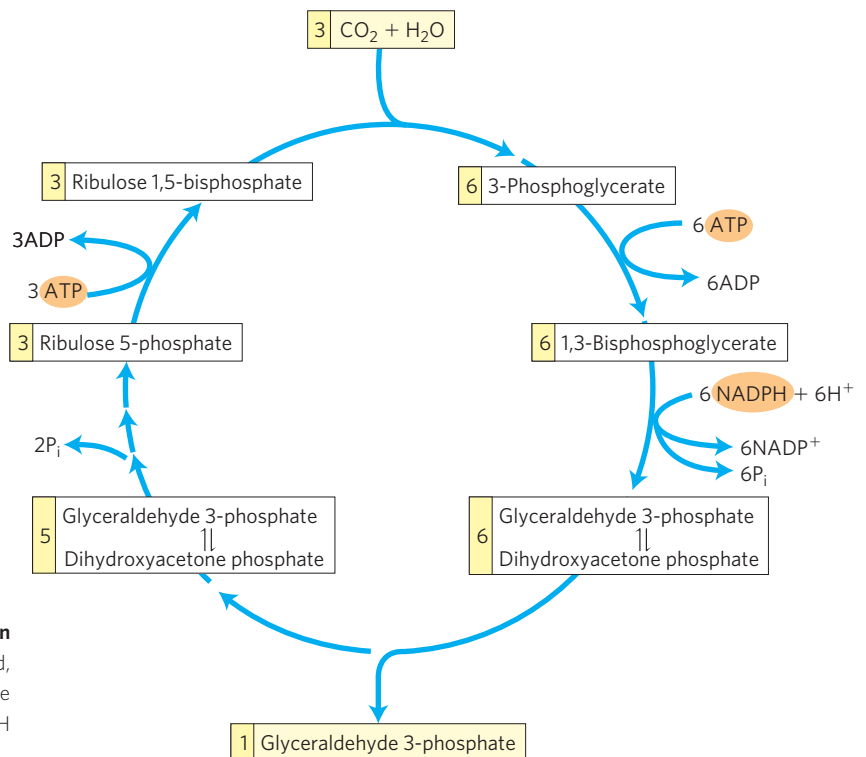 3 CO₂ + H₂O
3 Ribulose 1,5-bisphosphate
6 3-Phosphoglycerate
3ADP
6 ATP
3 ATP
6ADP
3 Ribulose 5-phosphate
6 1,3-Bisphosphoglycerate
6 NADPH + 6H⁺
2Pᵢ
6NADP⁺
6Pᵢ
5 Glyceraldehyde 3-phosphate
⥮
Dihydroxyacetone phosphate
6 Glyceraldehyde 3-phosphate
⥮
Dihydroxyacetone phosphate
n
d,
e
H
1 Glyceraldehyde 3-phosphate